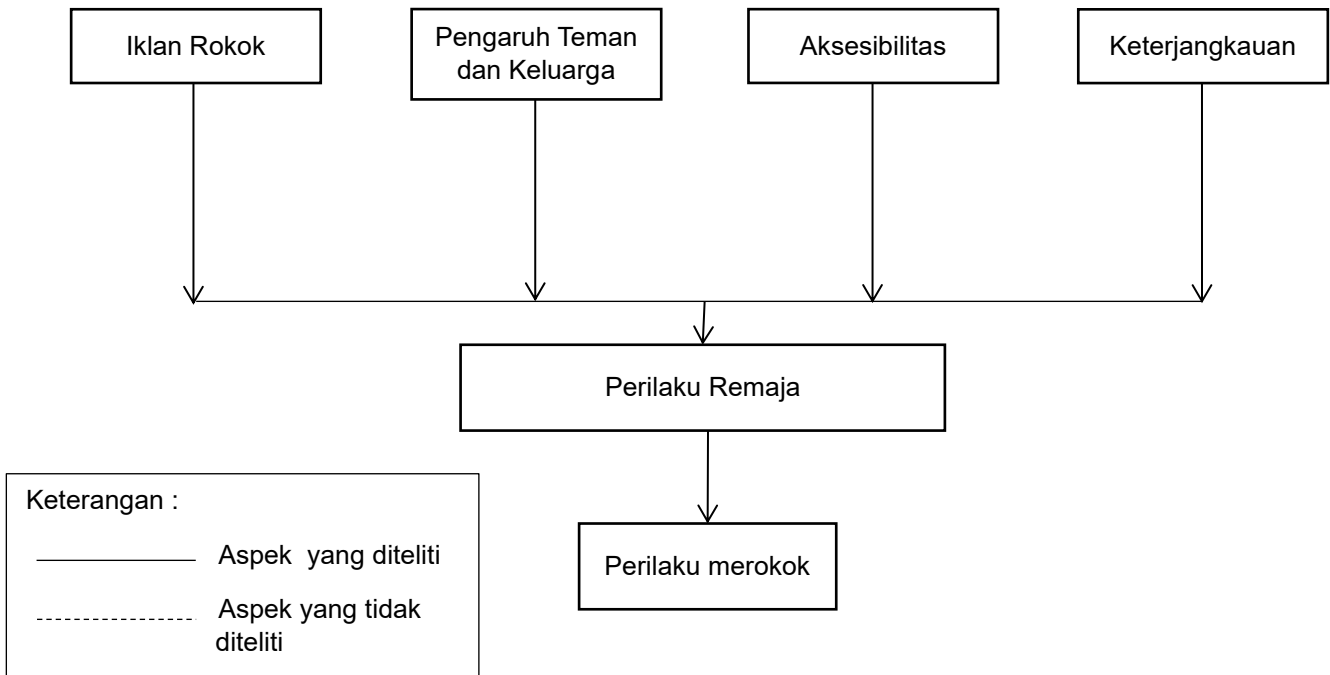 Iklan Rokok
Pengaruh Teman
dan Keluarga
Aksesibilitas
Keterjangkauan
Perilaku Remaja
Perilaku merokok
Keterangan :
Aspek yang diteliti
Aspek yang tidak
diteliti